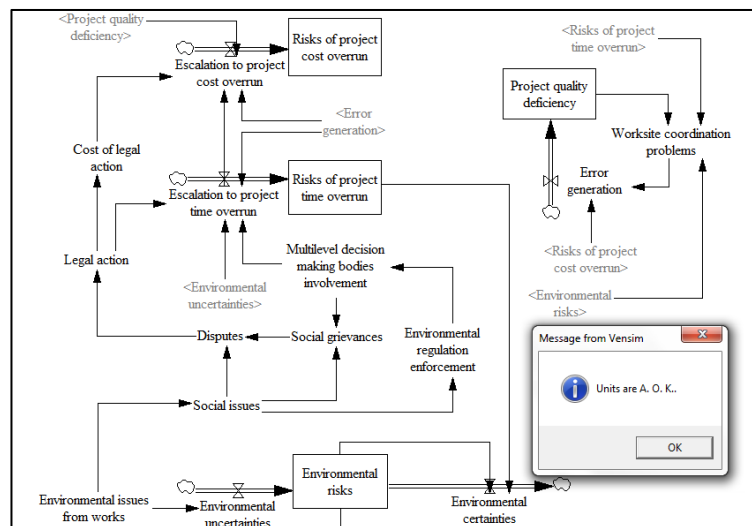 <Project quality
deficiency>
Risks of project
cost overrun
Escalation to project
cost overrun
<Error
generation>
Cost of legal
action
Risks of project
time overrun
Escalation to project
time overrun
Legal action
Multilevel decision
making bodies
involvement
<Environmental
uncertainties>
Disputes
Social grievances
Environmental
regulation
enforcement
Social issues
Environmental issues
from works
Environmental
risks
Environmental
uncertainties
Environmental
certainties
<Risks of project
time overrun>
Project quality
deficiency
Worksite coordination
problems
Error
generation
<Risks of project
cost overrun>
<Environmental
risks>
Message from Vensim
Units are A. O. K..
OK